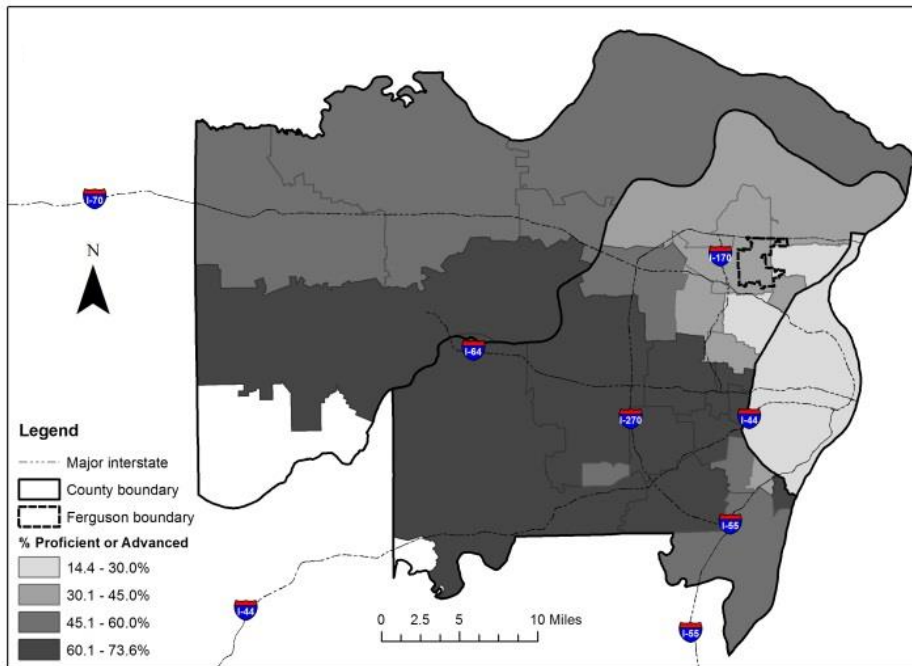 I-70
N
I-170
I-64
I-270
I-44
I-55
I-44
I-55
Legend
Major interstate
County boundary
Ferguson boundary
% Proficient or Advanced
14.4 - 30.0%
30.1 - 45.0%
45.1 - 60.0%
60.1 - 73.6%
0 2.5 5 10 Miles